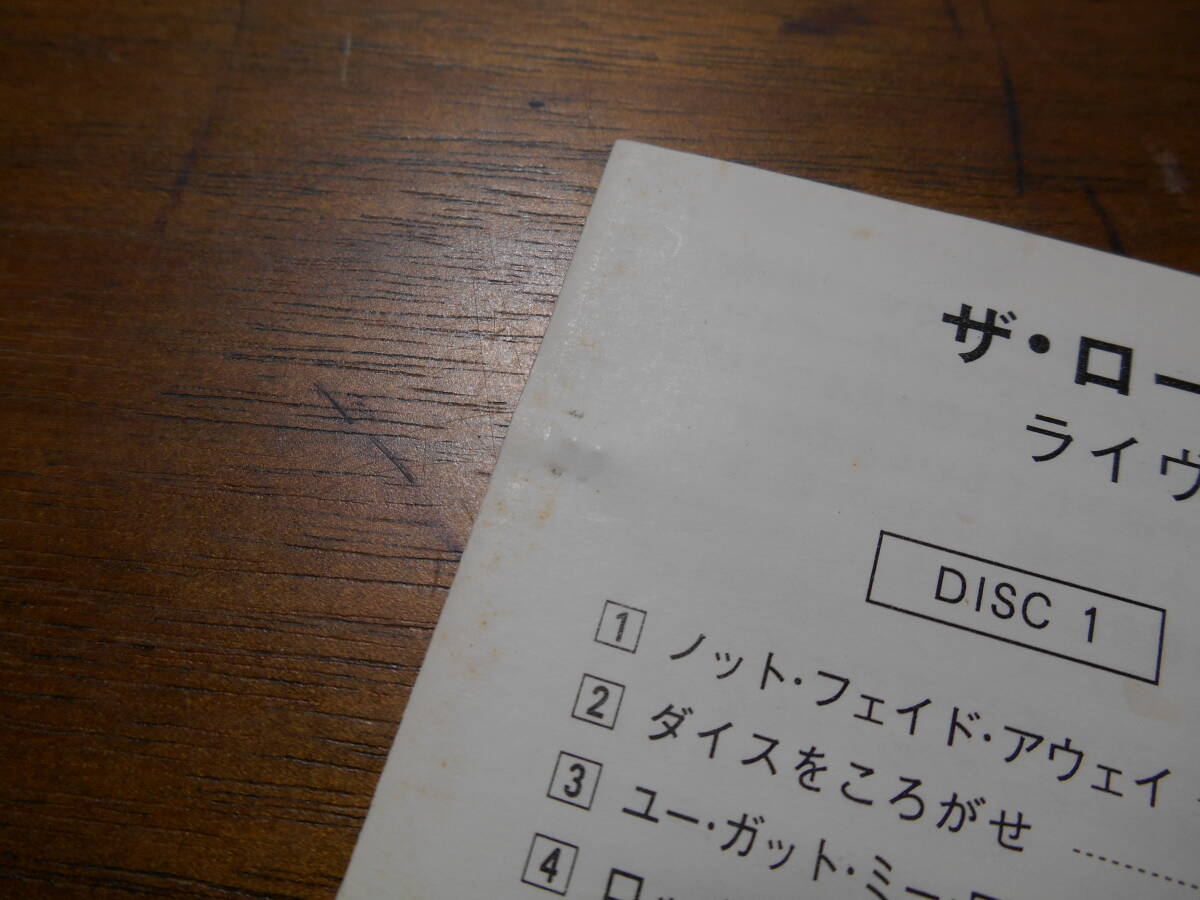 ザ・ロー
ライヴ
DISC 1
1 ノット・フェイド・アウェイ
2 ダイスをころがせ
3 ユー・ガット・ミー・
4